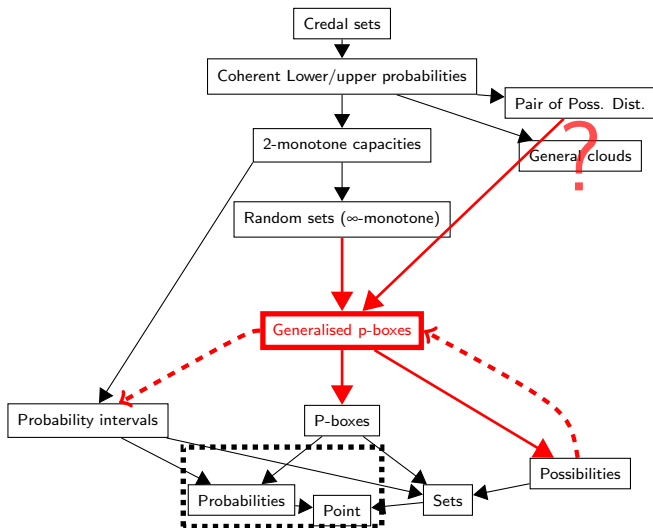 Credal sets
Coherent Lower/upper probabilities
Pair of Poss. Dist.
?
2-monotone capacities
General clouds
Random sets (∞-monotone)
Generalised p-boxes
Probability intervals
P-boxes
Possibilities
Probabilities
Sets
Point